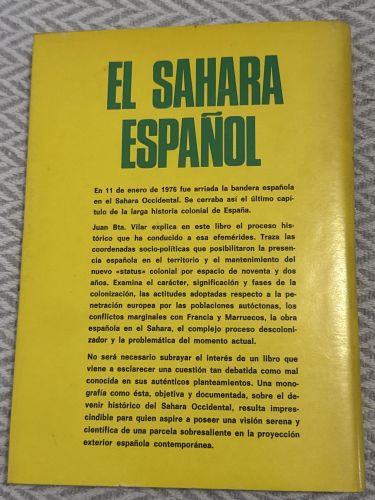 EL SAHARA
ESPAÑOL
En 11 de enero de 1976 fue arriada la bandera española
en el Sahara Occidental. Se cerraba así el último capí-
tulo de la larga historia colonial de España.
Juan Bta. Vilar explica en este libro el proceso his-
tórico que ha conducido a esa efemérides. Traza las
coordenadas socio-políticas que posibilitaron la presen-
cia española en el territorio y el mantenimiento del
nuevo «status» colonial por espacio de noventa y dos
años. Examina el carácter, significación y fases de la
colonización, las actitudes adoptadas respecto a la pe-
netración europea por las poblaciones autóctonas, los
conflictos marginales con Francia y Marruecos, la obra
española en el Sahara, el complejo proceso descoloni-
zador y la problemática del momento actual.
No será necesario subrayar el interés de un libro que
viene a esclarecer una cuestión tan debatida como mal
conocida en sus auténticos planteamientos. Una mono-
grafía como ésta, objetiva y documentada, sobre el de-
venir histórico del Sahara Occidental, resulta impres-
cindible para quien aspire a poseer una visión serena y
científica de una parcela sobresaliente en la proyección
exterior española contemporánea.